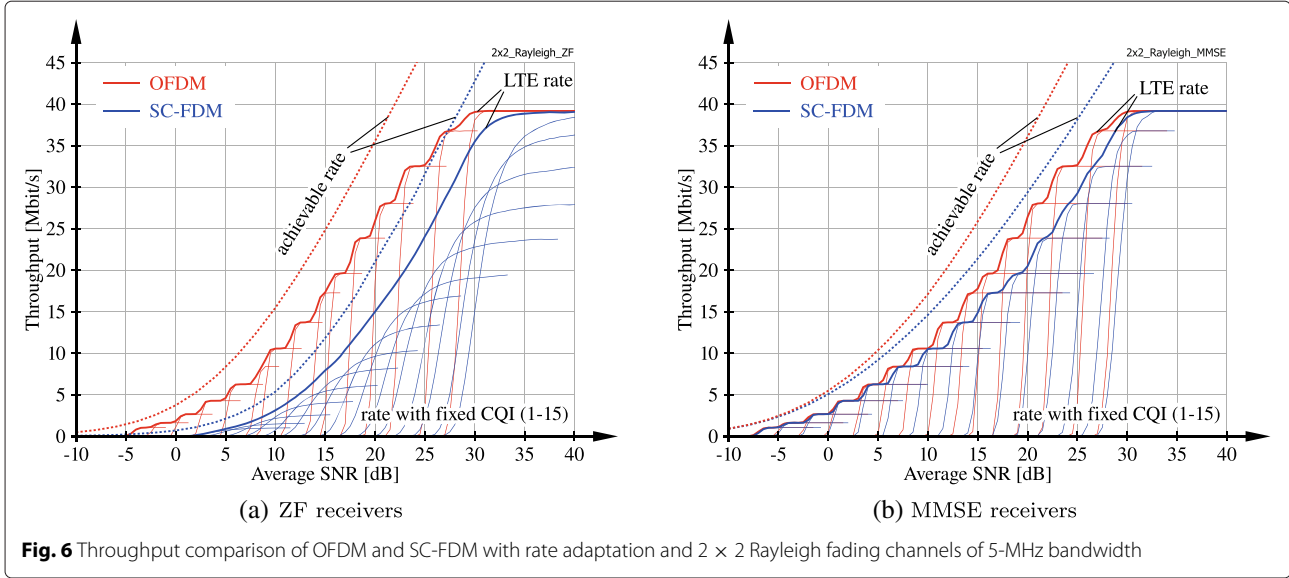 2x2_Rayleigh_ZF
OFDM
SC-FDM
LTE rate
achievable rate
rate with fixed CQI (1-15)
Throughput [Mbit/s]
45
40
35
30
25
20
15
10
5
0
-10 -5 0 5 10 15 20 25 30 35 40
Average SNR [dB]
(a) ZF receivers
2x2_Rayleigh_MMSE
OFDM
SC-FDM
LTE rate
achievable rate
rate with fixed CQI (1-15)
Throughput [Mbit/s]
45
40
35
30
25
20
15
10
5
0
-10 -5 0 5 10 15 20 25 30 35 40
Average SNR [dB]
(b) MMSE receivers
Fig. 6 Throughput comparison of OFDM and SC-FDM with rate adaptation and 2 × 2 Rayleigh fading channels of 5-MHz bandwidth